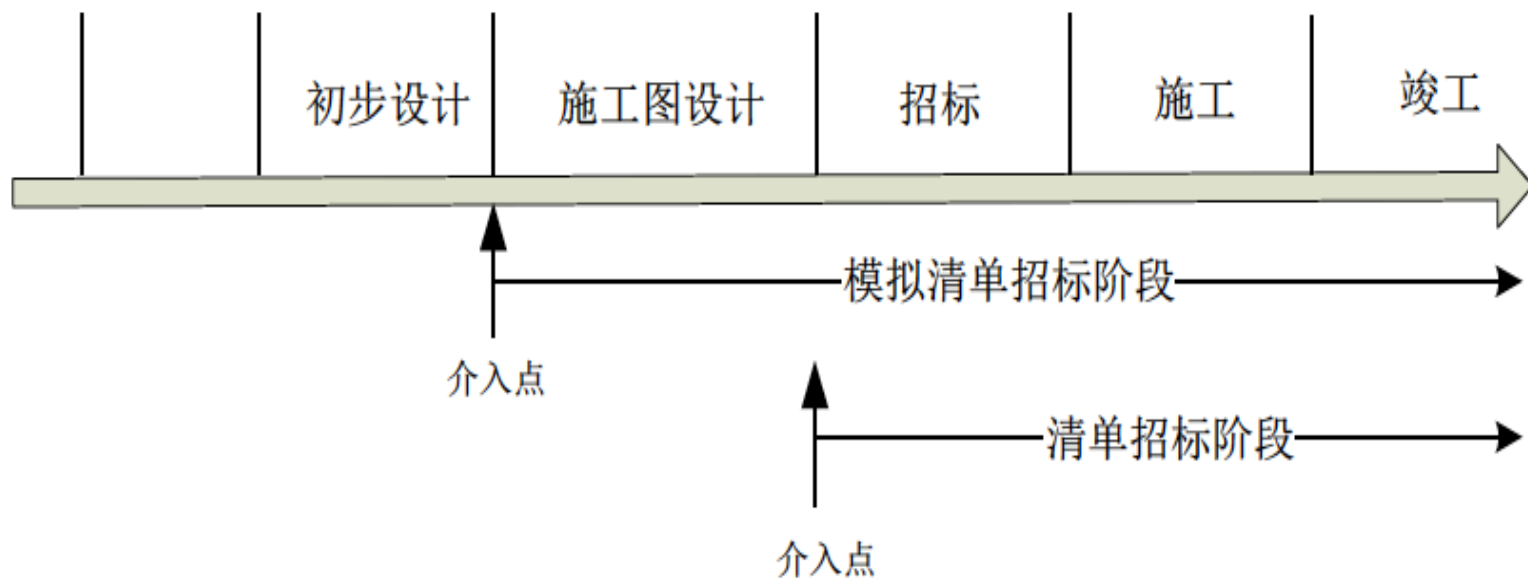 初步设计
施工图设计
招标
施工
竣工
模拟清单招标阶段
介入点
清单招标阶段
介入点